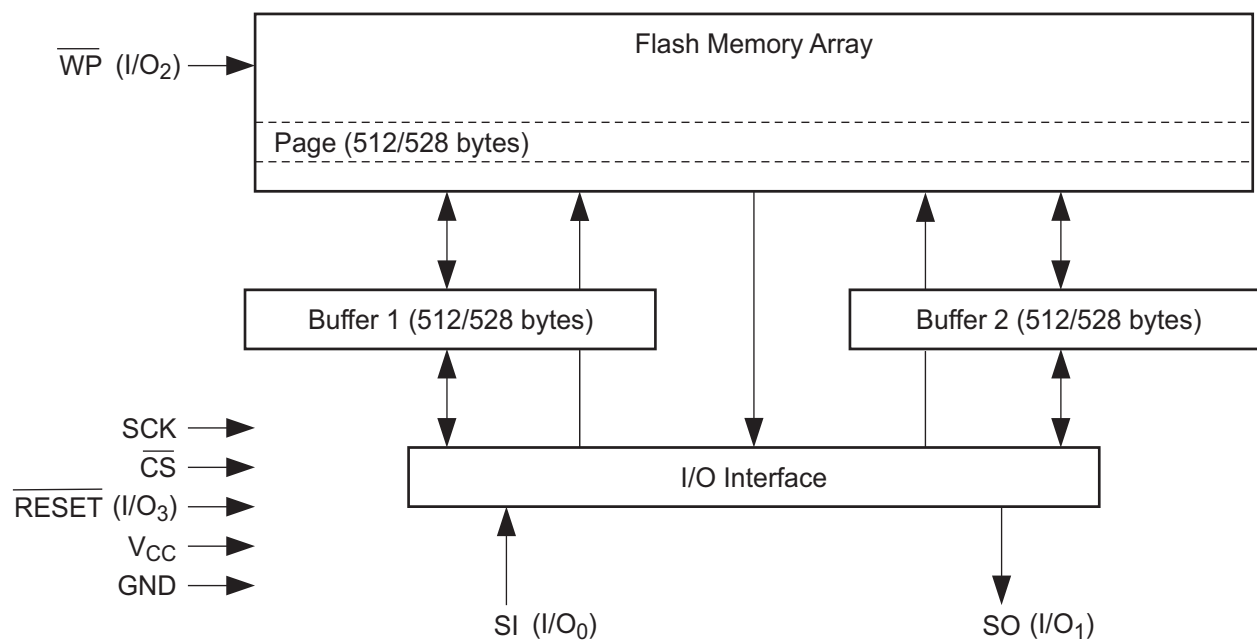 Flash Memory Array
WP (I/O2)
Page (512/528 bytes)
Buffer 1 (512/528 bytes)
Buffer 2 (512/528 bytes)
SCK
CS
I/O Interface
RESET (I/O3)
VCC
GND
SI (I/O0)
SO (I/O1)